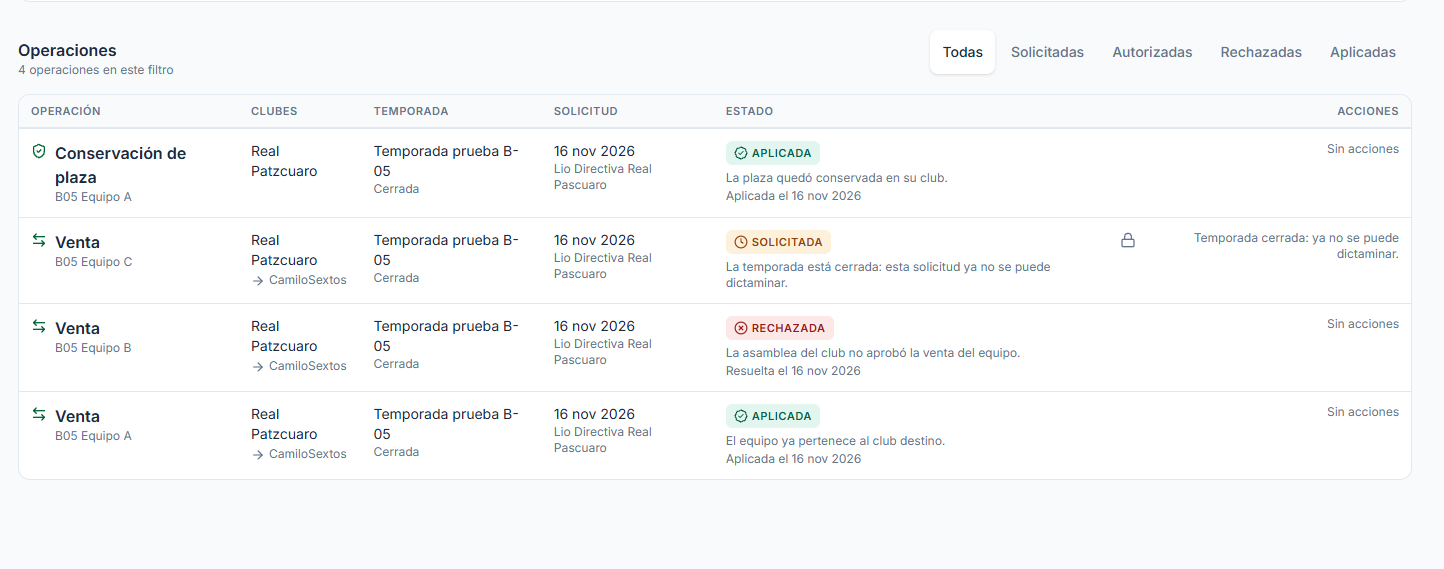 Operaciones
4 operaciones en este filtro
Todas
Solicitadas
Autorizadas
Rechazadas
Aplicadas
OPERACIÓN
CLUBES
TEMPORADA
SOLICITUD
ESTADO
ACCIONES
Conservación de
plaza
B05 Equipo A
Real
Patzcuaro
Temporada prueba B-
05
Cerrada
16 nov 2026
Lio Directiva Real
Pascuaro
APLICADA
La plaza quedó conservada en su club.
Aplicada el 16 nov 2026
Sin acciones
Venta
B05 Equipo C
Real
Patzcuaro
→ CamiloSextos
Temporada prueba B-
05
Cerrada
16 nov 2026
Lio Directiva Real
Pascuaro
SOLICITADA
La temporada está cerrada: esta solicitud ya no se puede
dictaminar.
Temporada cerrada: ya no se puede
dictaminar.
Venta
B05 Equipo B
Real
Patzcuaro
→ CamiloSextos
Temporada prueba B-
05
Cerrada
16 nov 2026
Lio Directiva Real
Pascuaro
RECHAZADA
La asamblea del club no aprobó la venta del equipo.
Resuelta el 16 nov 2026
Sin acciones
Venta
B05 Equipo A
Real
Patzcuaro
→ CamiloSextos
Temporada prueba B-
05
Cerrada
16 nov 2026
Lio Directiva Real
Pascuaro
APLICADA
El equipo ya pertenece al club destino.
Aplicada el 16 nov 2026
Sin acciones